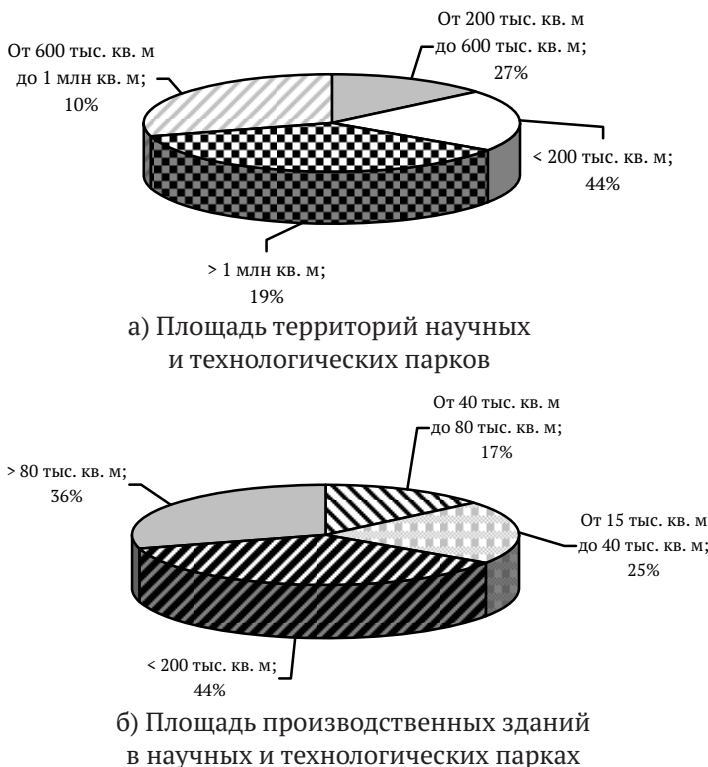 От 200 тыс. кв. м
до 600 тыс. кв. м;
27%
От 600 тыс. кв. м
до 1 млн кв. м;
10%
< 200 тыс. кв. м;
44%
> 1 млн кв. м;
19%
а) Площадь территорий научных
и технологических парков
От 40 тыс. кв. м
до 80 тыс. кв. м;
17%
> 80 тыс. кв. м;
36%
От 15 тыс. кв. м
до 40 тыс. кв. м;
25%
< 200 тыс. кв. м;
44%
б) Площадь производственных зданий
в научных и технологических парках